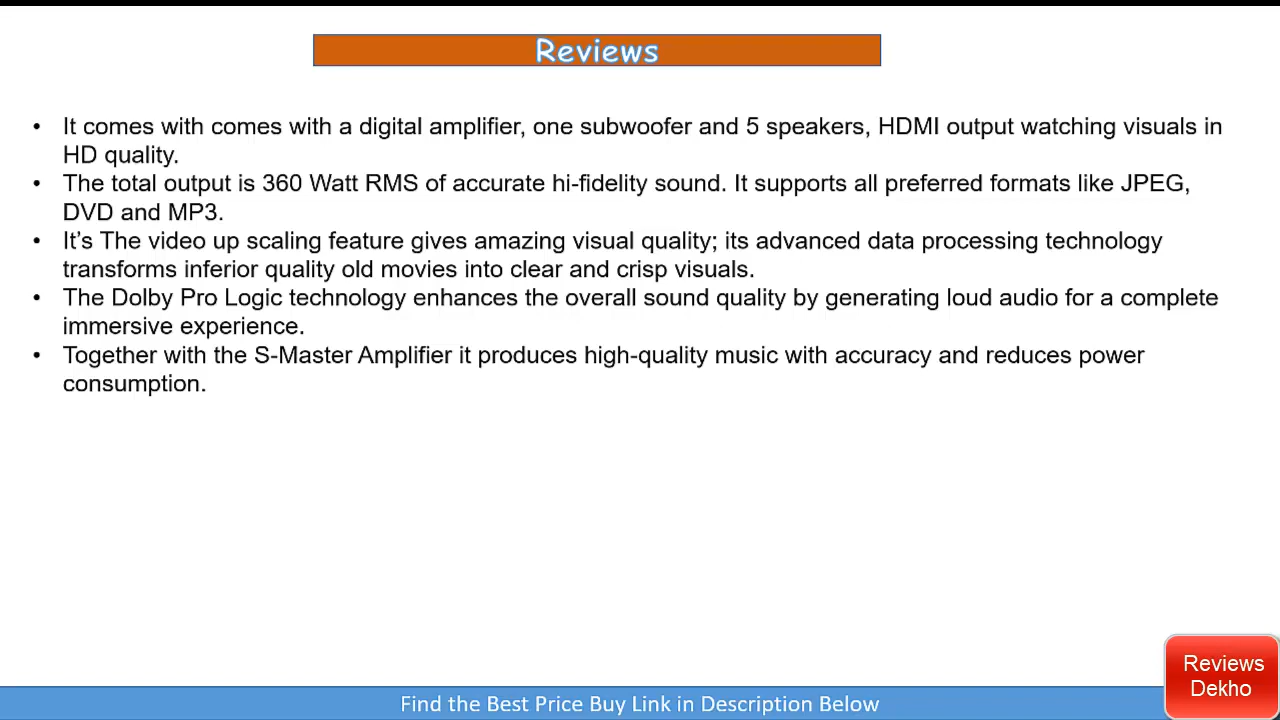 Reviews
• It comes with comes with a digital amplifier, one subwoofer and 5 speakers, HDMI output watching visuals in
HD quality.
• The total output is 360 Watt RMS of accurate hi-fidelity sound. It supports all preferred formats like JPEG,
DVD and MP3.
• It’s The video up scaling feature gives amazing visual quality; its advanced data processing technology
transforms inferior quality old movies into clear and crisp visuals.
• The Dolby Pro Logic technology enhances the overall sound quality by generating loud audio for a complete
immersive experience.
• Together with the S-Master Amplifier it produces high-quality music with accuracy and reduces power
consumption.
Reviews
Dekho
Find the Best Price Buy Link in Description Below